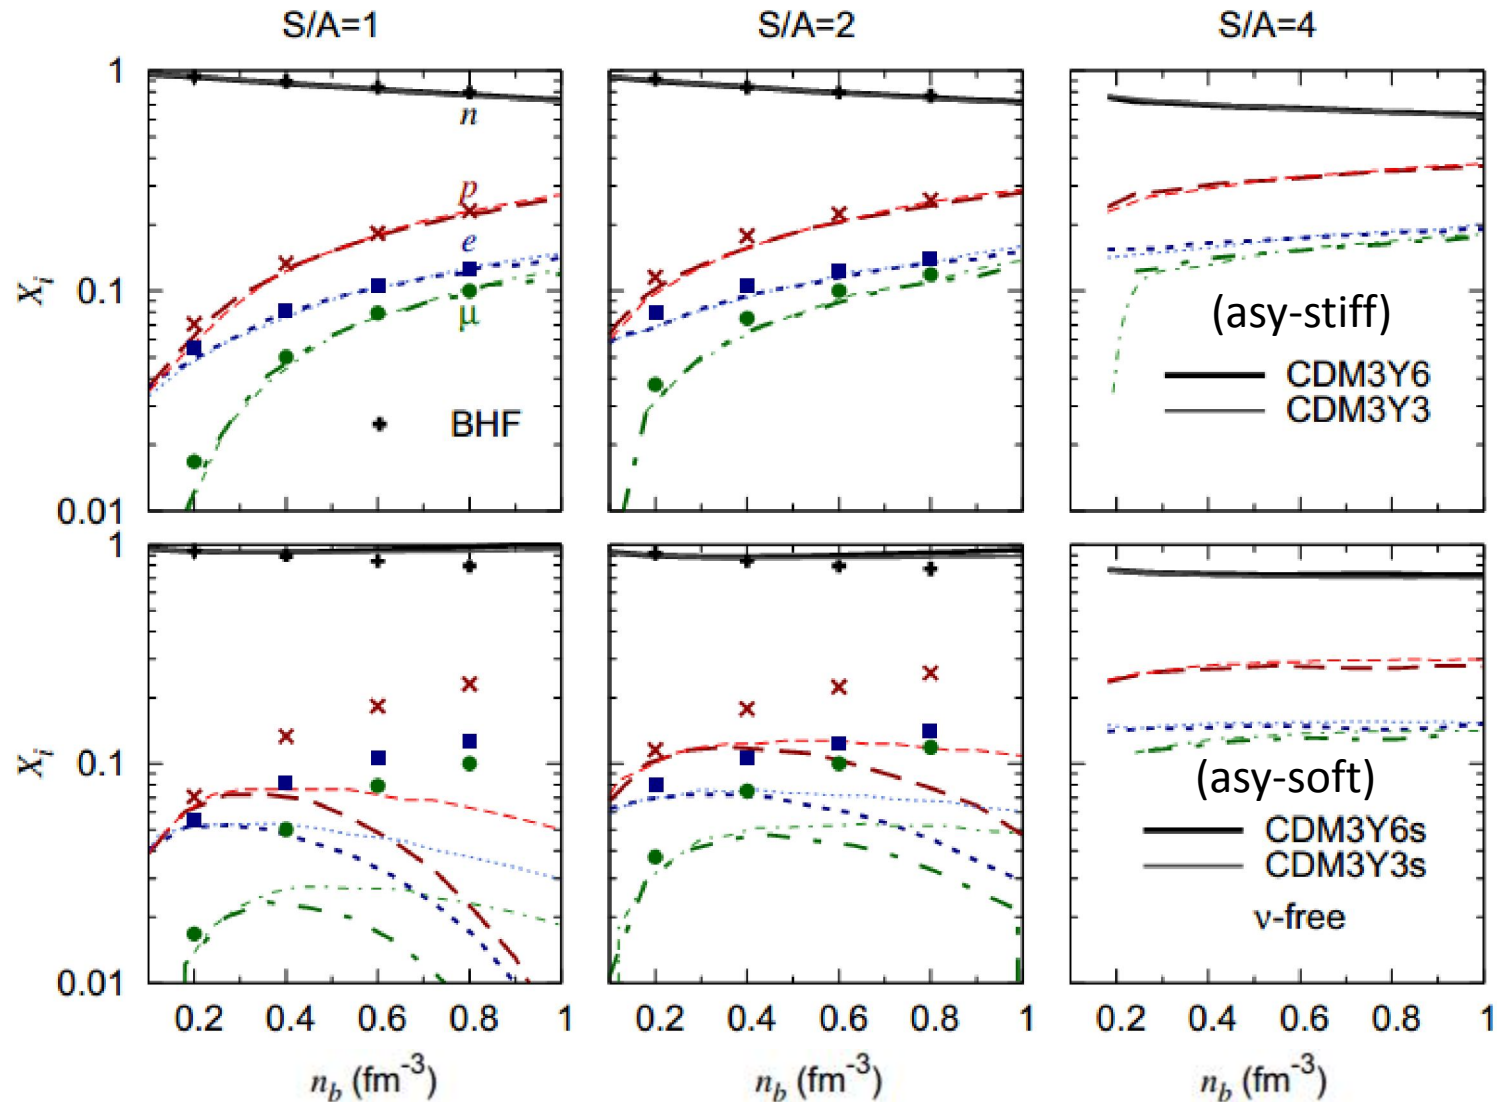 S/A=1 S/A=2 S/A=4
1
n
p
X_i 0.1 e
μ (asy-stiff)
CDM3Y6
BHF CDM3Y3
0.01
1
X_i 0.1
(asy-soft)
CDM3Y6s
CDM3Y3s
ν-free
0.01
0.2 0.4 0.6 0.8 1 0.2 0.4 0.6 0.8 1 0.2 0.4 0.6 0.8 1
n_b (fm⁻³) n_b (fm⁻³) n_b (fm⁻³)